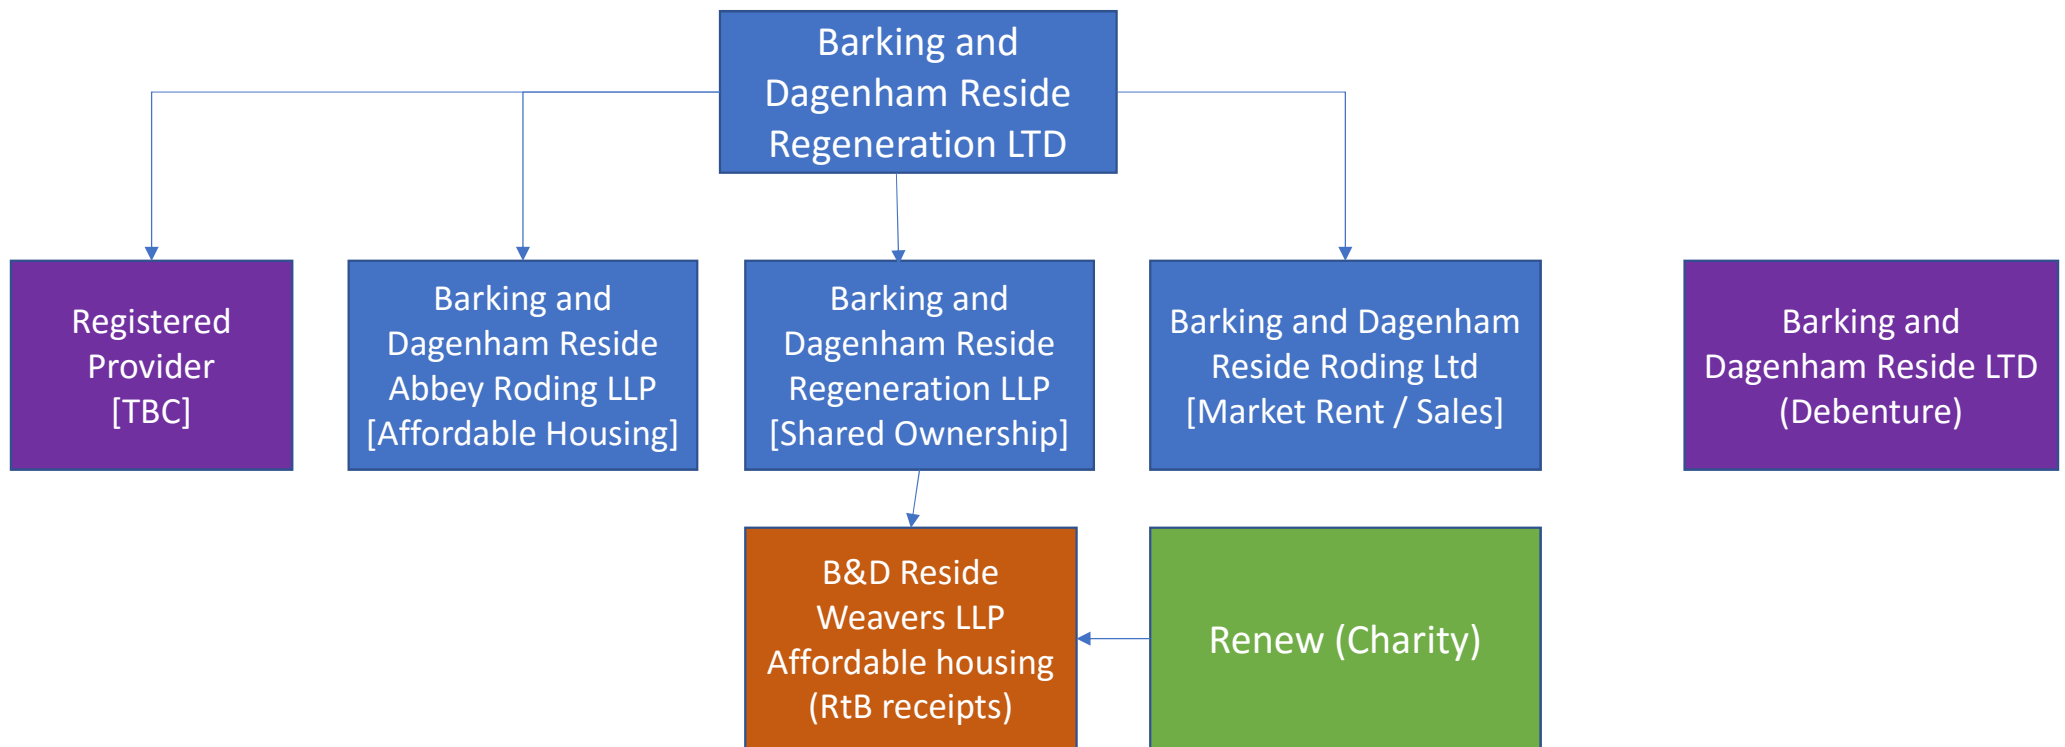 Barking and
Dagenham Reside
Regeneration LTD
Registered
Provider
[TBC]
Barking and
Dagenham Reside
Abbey Roding LLP
[Affordable Housing]
Barking and
Dagenham Reside
Regeneration LLP
[Shared Ownership]
Barking and Dagenham
Reside Roding Ltd
[Market Rent / Sales]
Barking and
Dagenham Reside LTD
(Debenture)
B&D Reside
Weavers LLP
Affordable housing
(RtB receipts)
Renew (Charity)